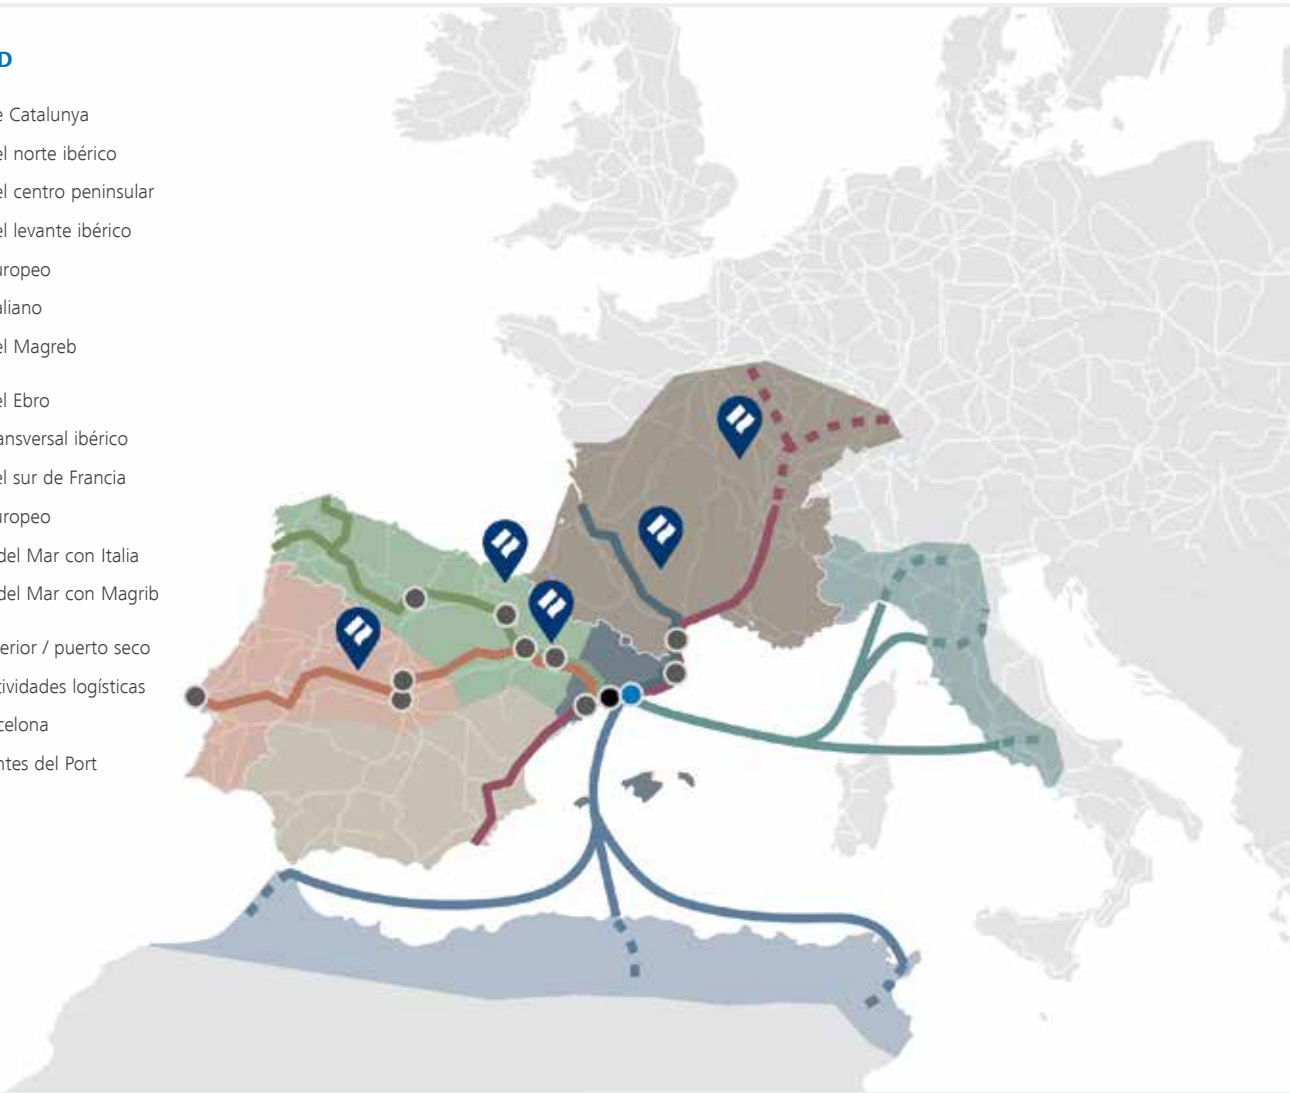 D
e Catalunya
el norte ibérico
el centro peninsular
el levante ibérico
uropeo
aliano
el Magreb
el Ebro
ansversal ibérico
el sur de Francia
uropeo
del Mar con Italia
del Mar con Magrib
erior / puerto seco
tividades logísticas
celona
ntes del Port